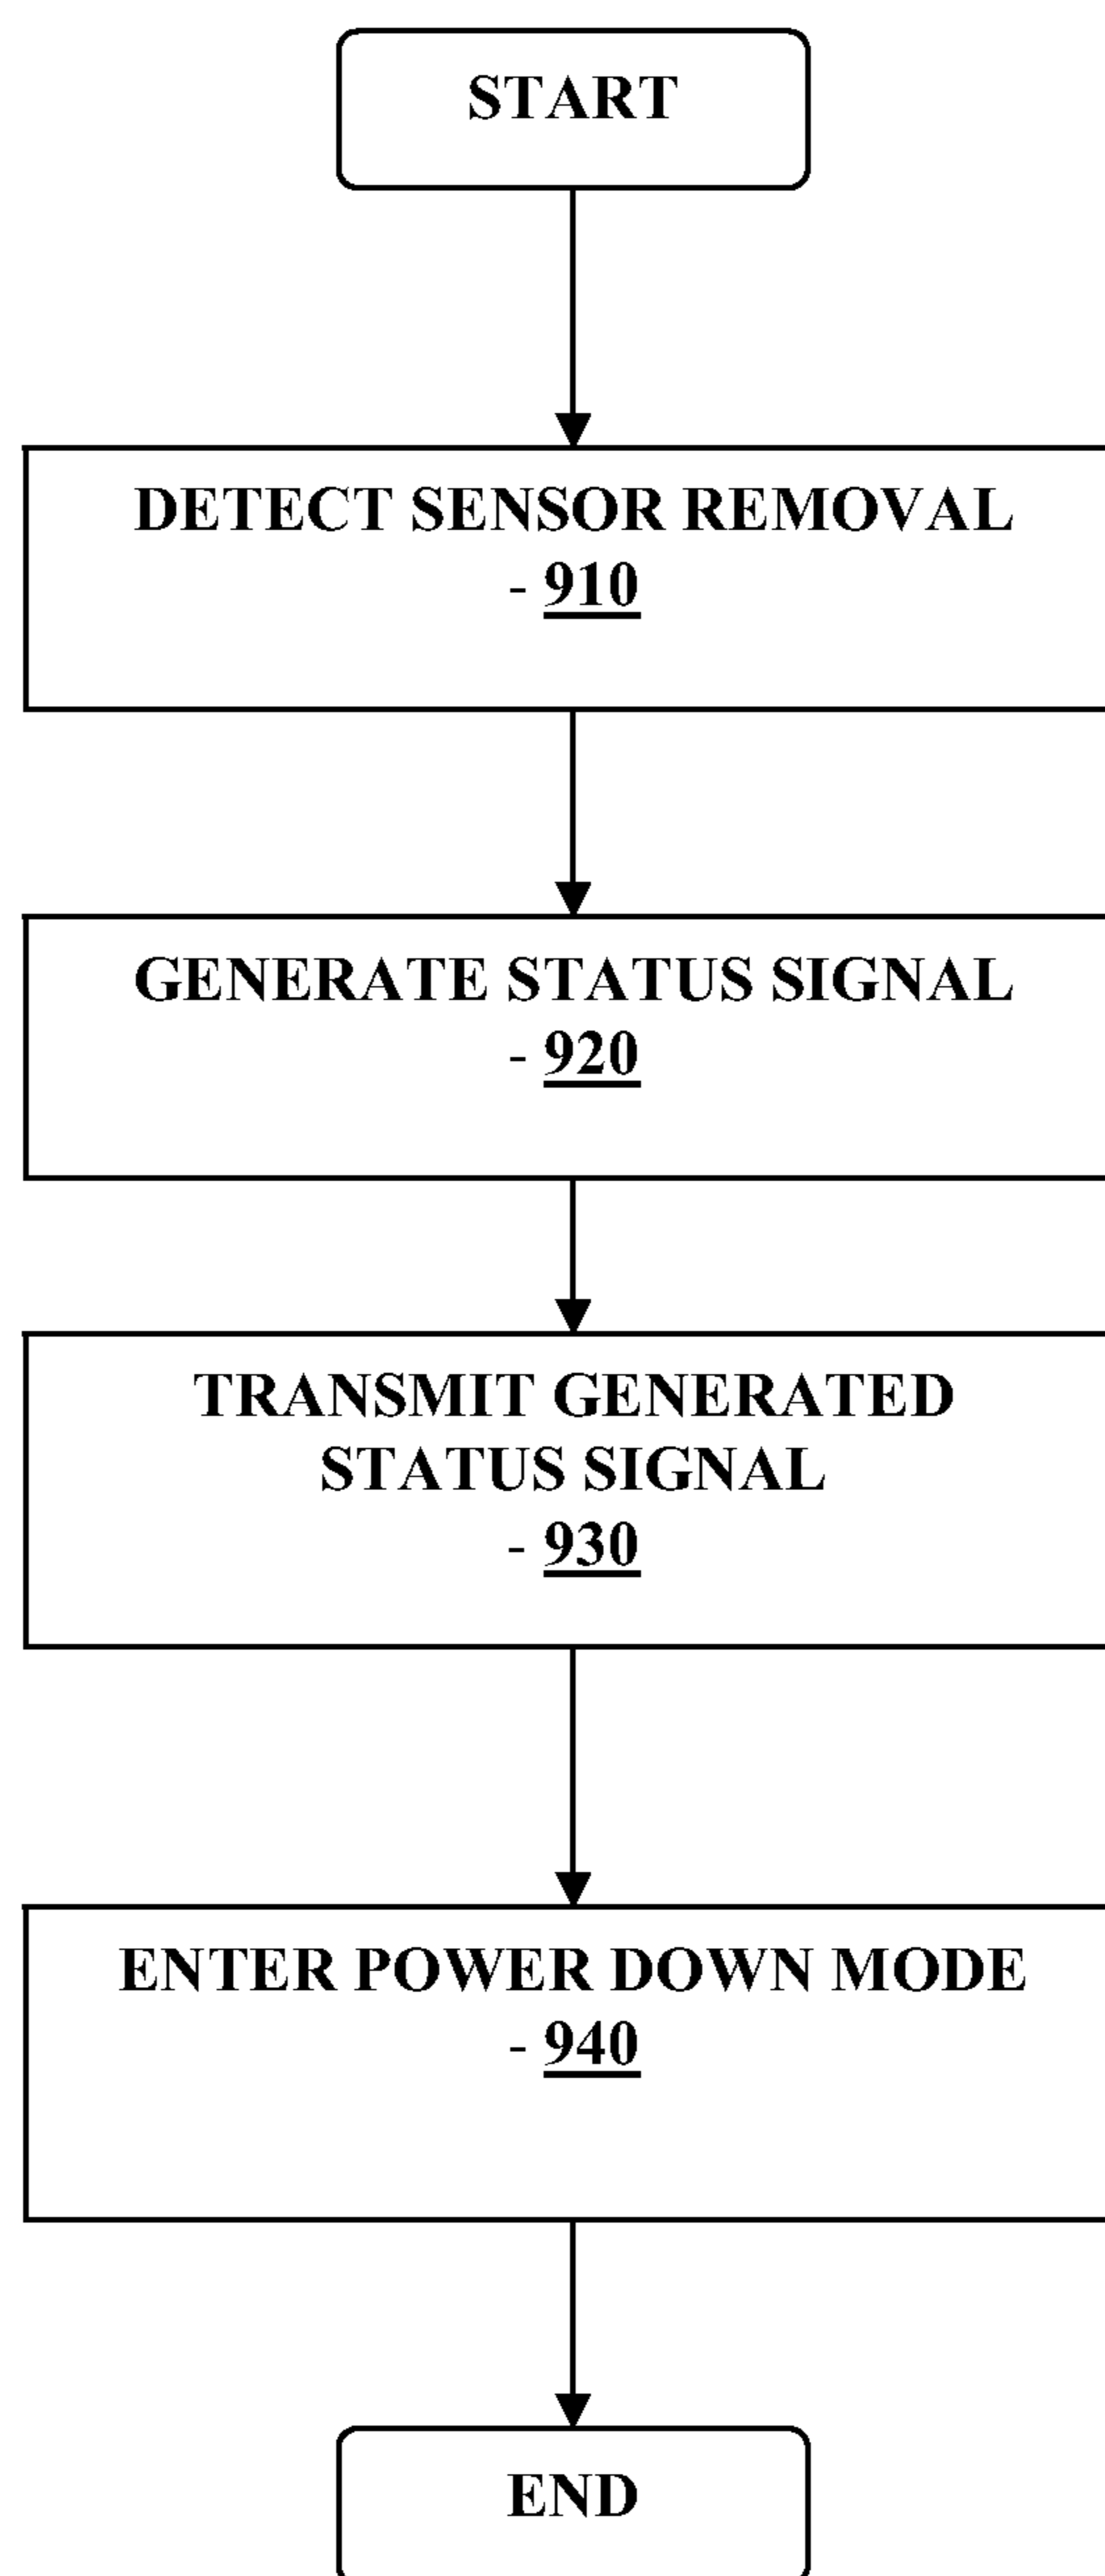 START
DETECT SENSOR REMOVAL
- 910
GENERATE STATUS SIGNAL
- 920
TRANSMIT GENERATED
STATUS SIGNAL
- 930
ENTER POWER DOWN MODE
- 940
END